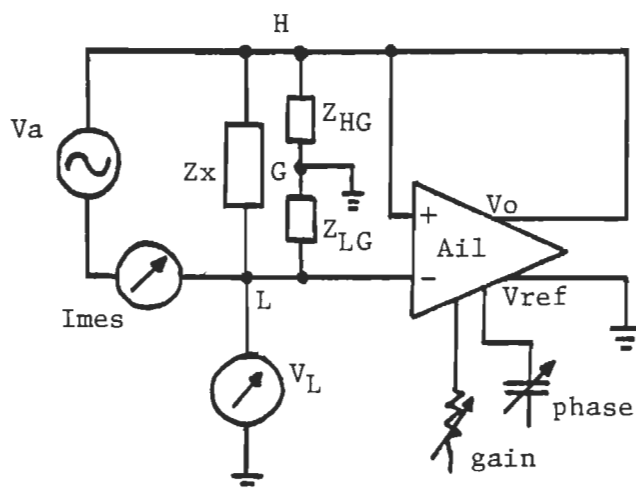 H
Va
Z_HG
Zx
G
Z_LG
+
Vo
Ail
-
Vref
L
Imes
V_L
phase
gain